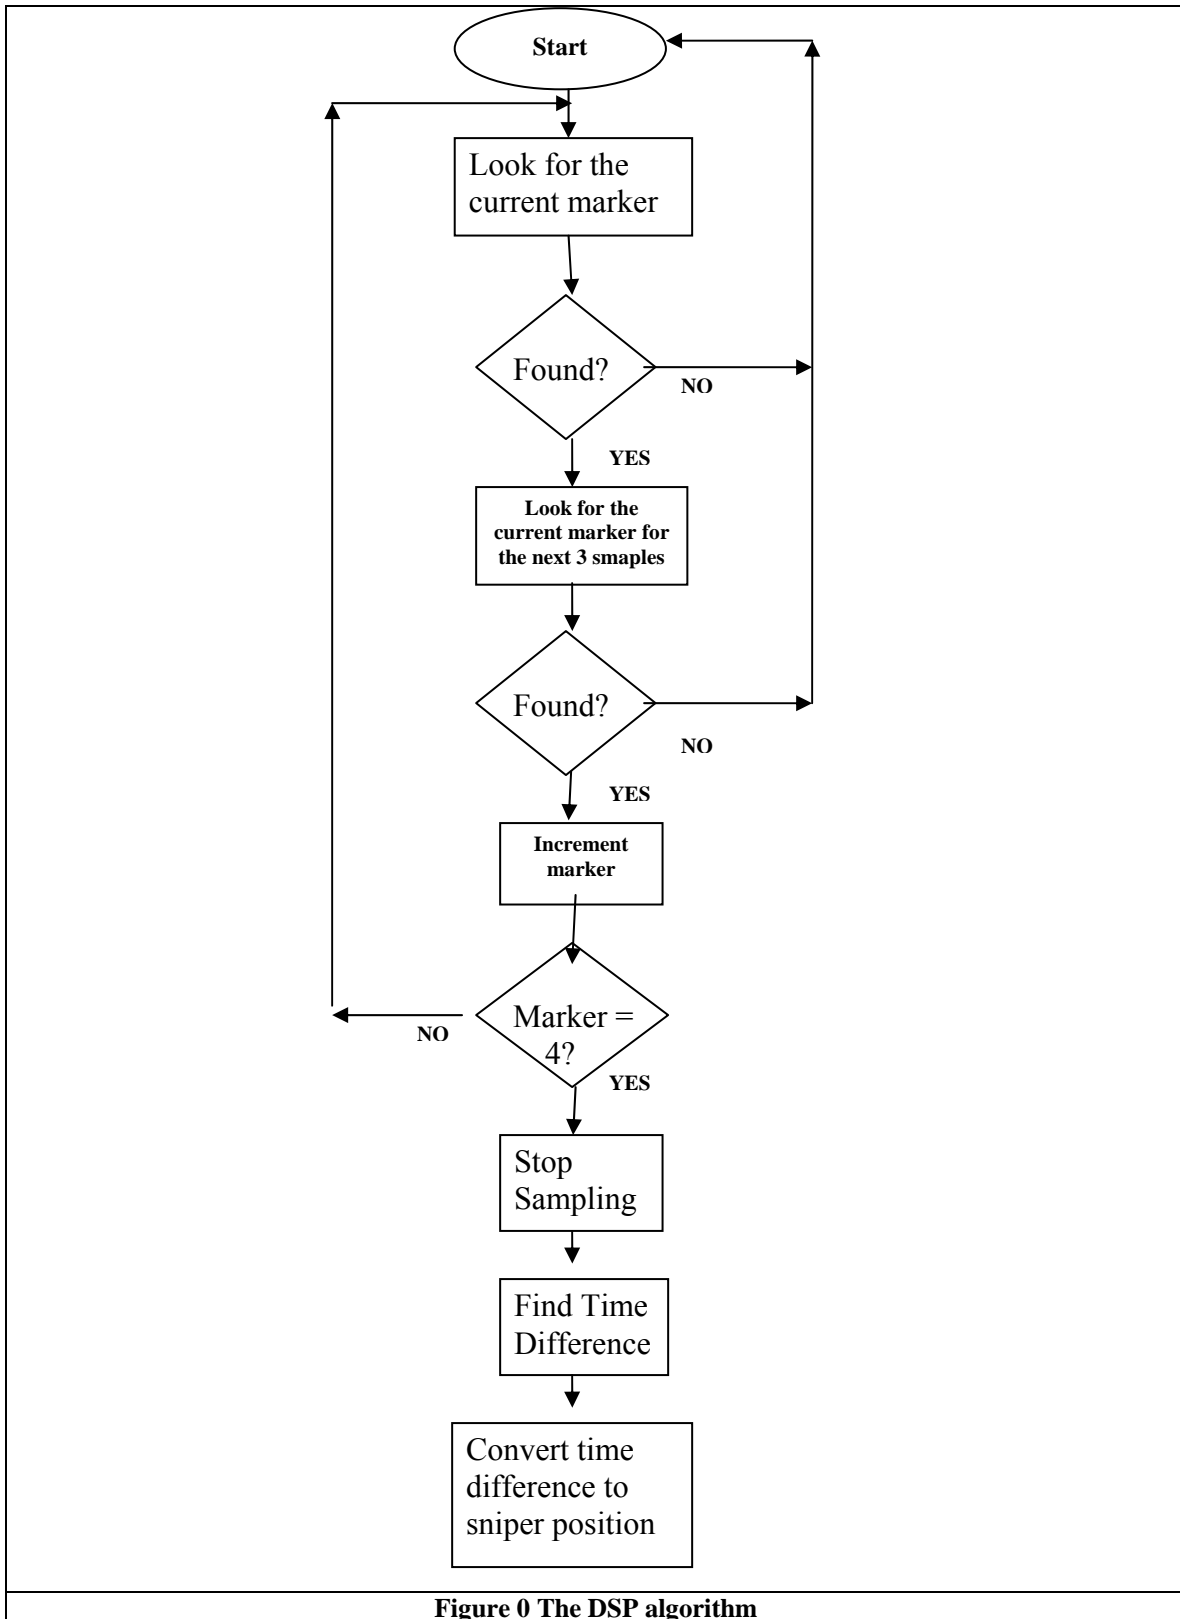 Start
Look for the
current marker
Found?
NO
YES
Look for the
current marker for
the next 3 smaples
Found?
NO
YES
Increment
marker
Marker =
4?
NO
YES
Stop
Sampling
Find Time
Difference
Convert time
difference to
sniper position
Figure 0 The DSP algorithm